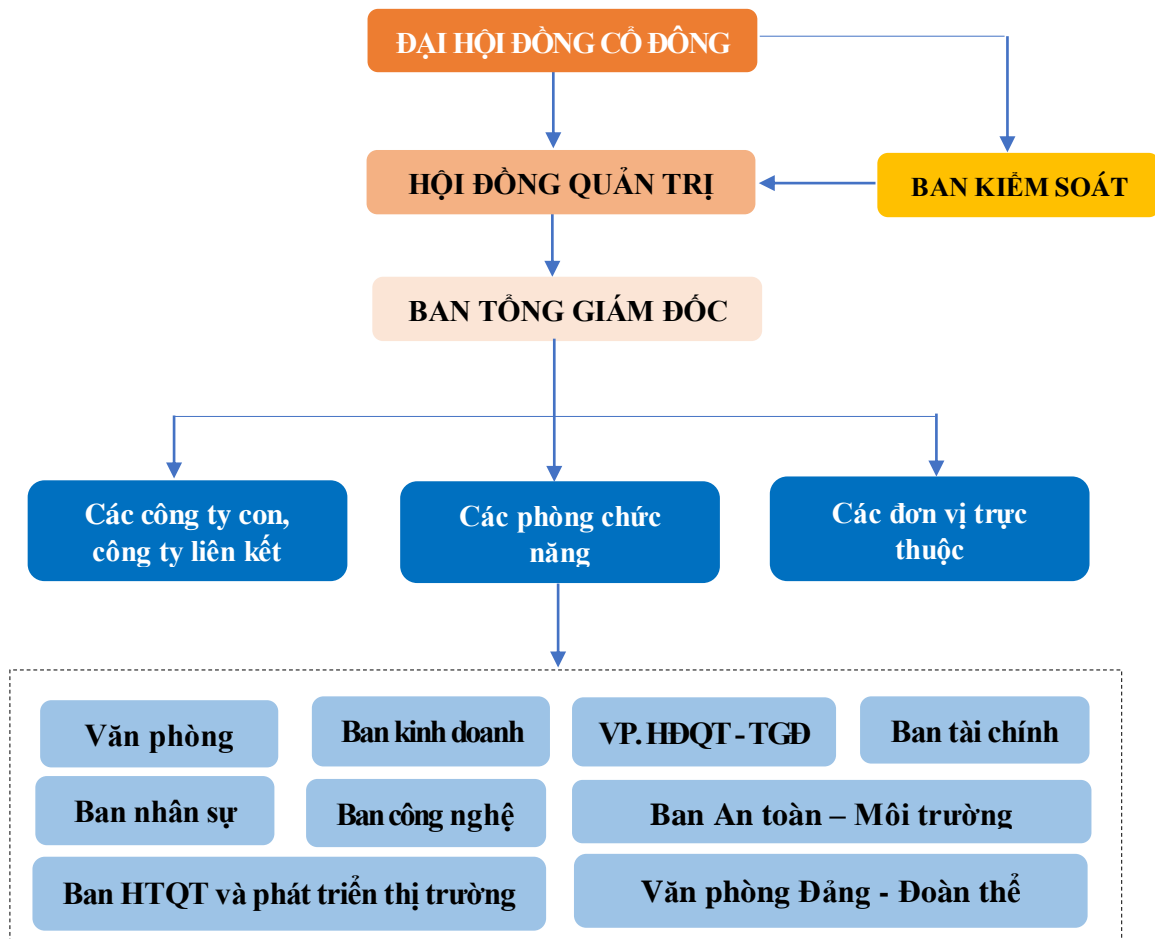 ĐẠI HỘI ĐỒNG CỔ ĐÔNG
HỘI ĐỒNG QUẢN TRỊ
BAN KIỂM SOÁT
BAN TỔNG GIÁM ĐỐC
Các công ty con,
công ty liên kết
Các phòng chức
năng
Các đơn vị trực
thuộc
Văn phòng
Ban kinh doanh
VP. HĐQT - TGĐ
Ban tài chính
Ban nhân sự
Ban công nghệ
Ban An toàn – Môi trường
Ban HTQT và phát triển thị trường
Văn phòng Đảng - Đoàn thể